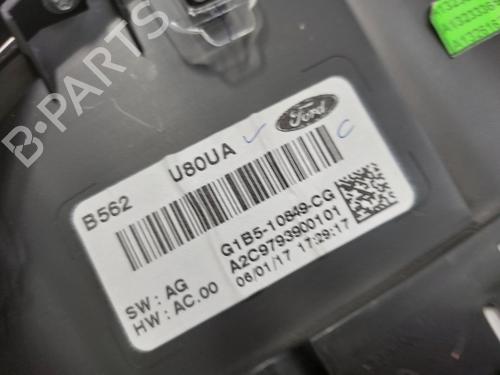 B-PARTS
B562
U80UA
Ford
C
G1B5-10849-CG
A2C9793900101
06/01/17 17:29:17
SW: AG
HW: AC.00